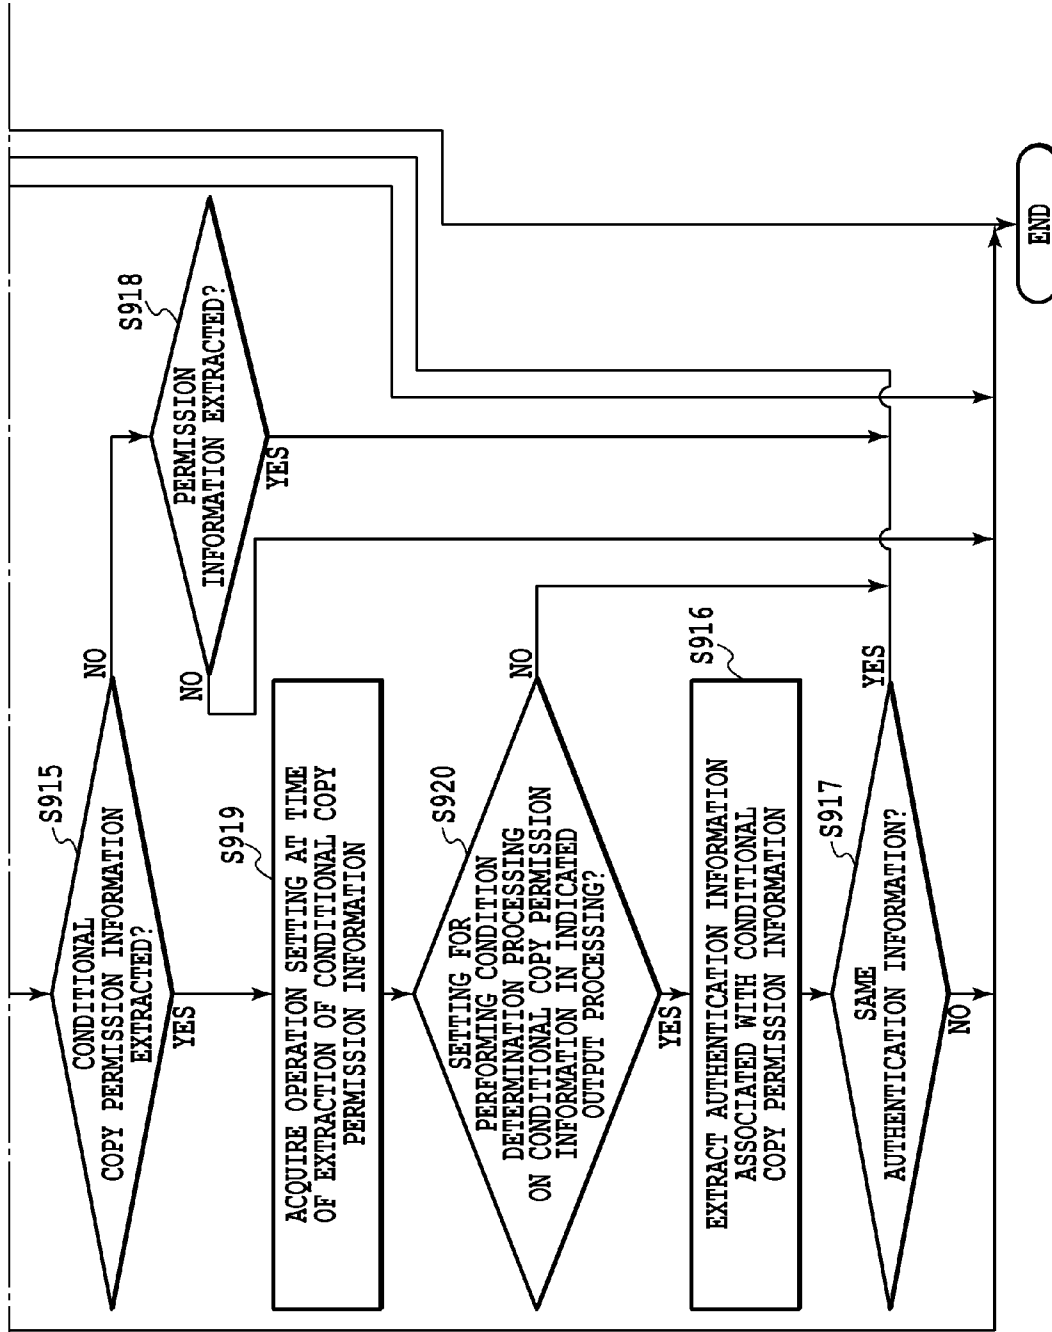 S915
CONDITIONAL
COPY PERMISSION INFORMATION
EXTRACTED?
NO
YES
S918
PERMISSION
INFORMATION EXTRACTED?
NO
YES
S919
ACQUIRE OPERATION SETTING AT TIME
OF EXTRACTION OF CONDITIONAL COPY
PERMISSION INFORMATION
S920
SETTING FOR
PERFORMING CONDITION
DETERMINATION PROCESSING
ON CONDITIONAL COPY PERMISSION
INFORMATION IN INDICATED
OUTPUT PROCESSING?
NO
YES
S916
EXTRACT AUTHENTICATION INFORMATION
ASSOCIATED WITH CONDITIONAL
COPY PERMISSION INFORMATION
S917
SAME
AUTHENTICATION INFORMATION?
YES
NO
END